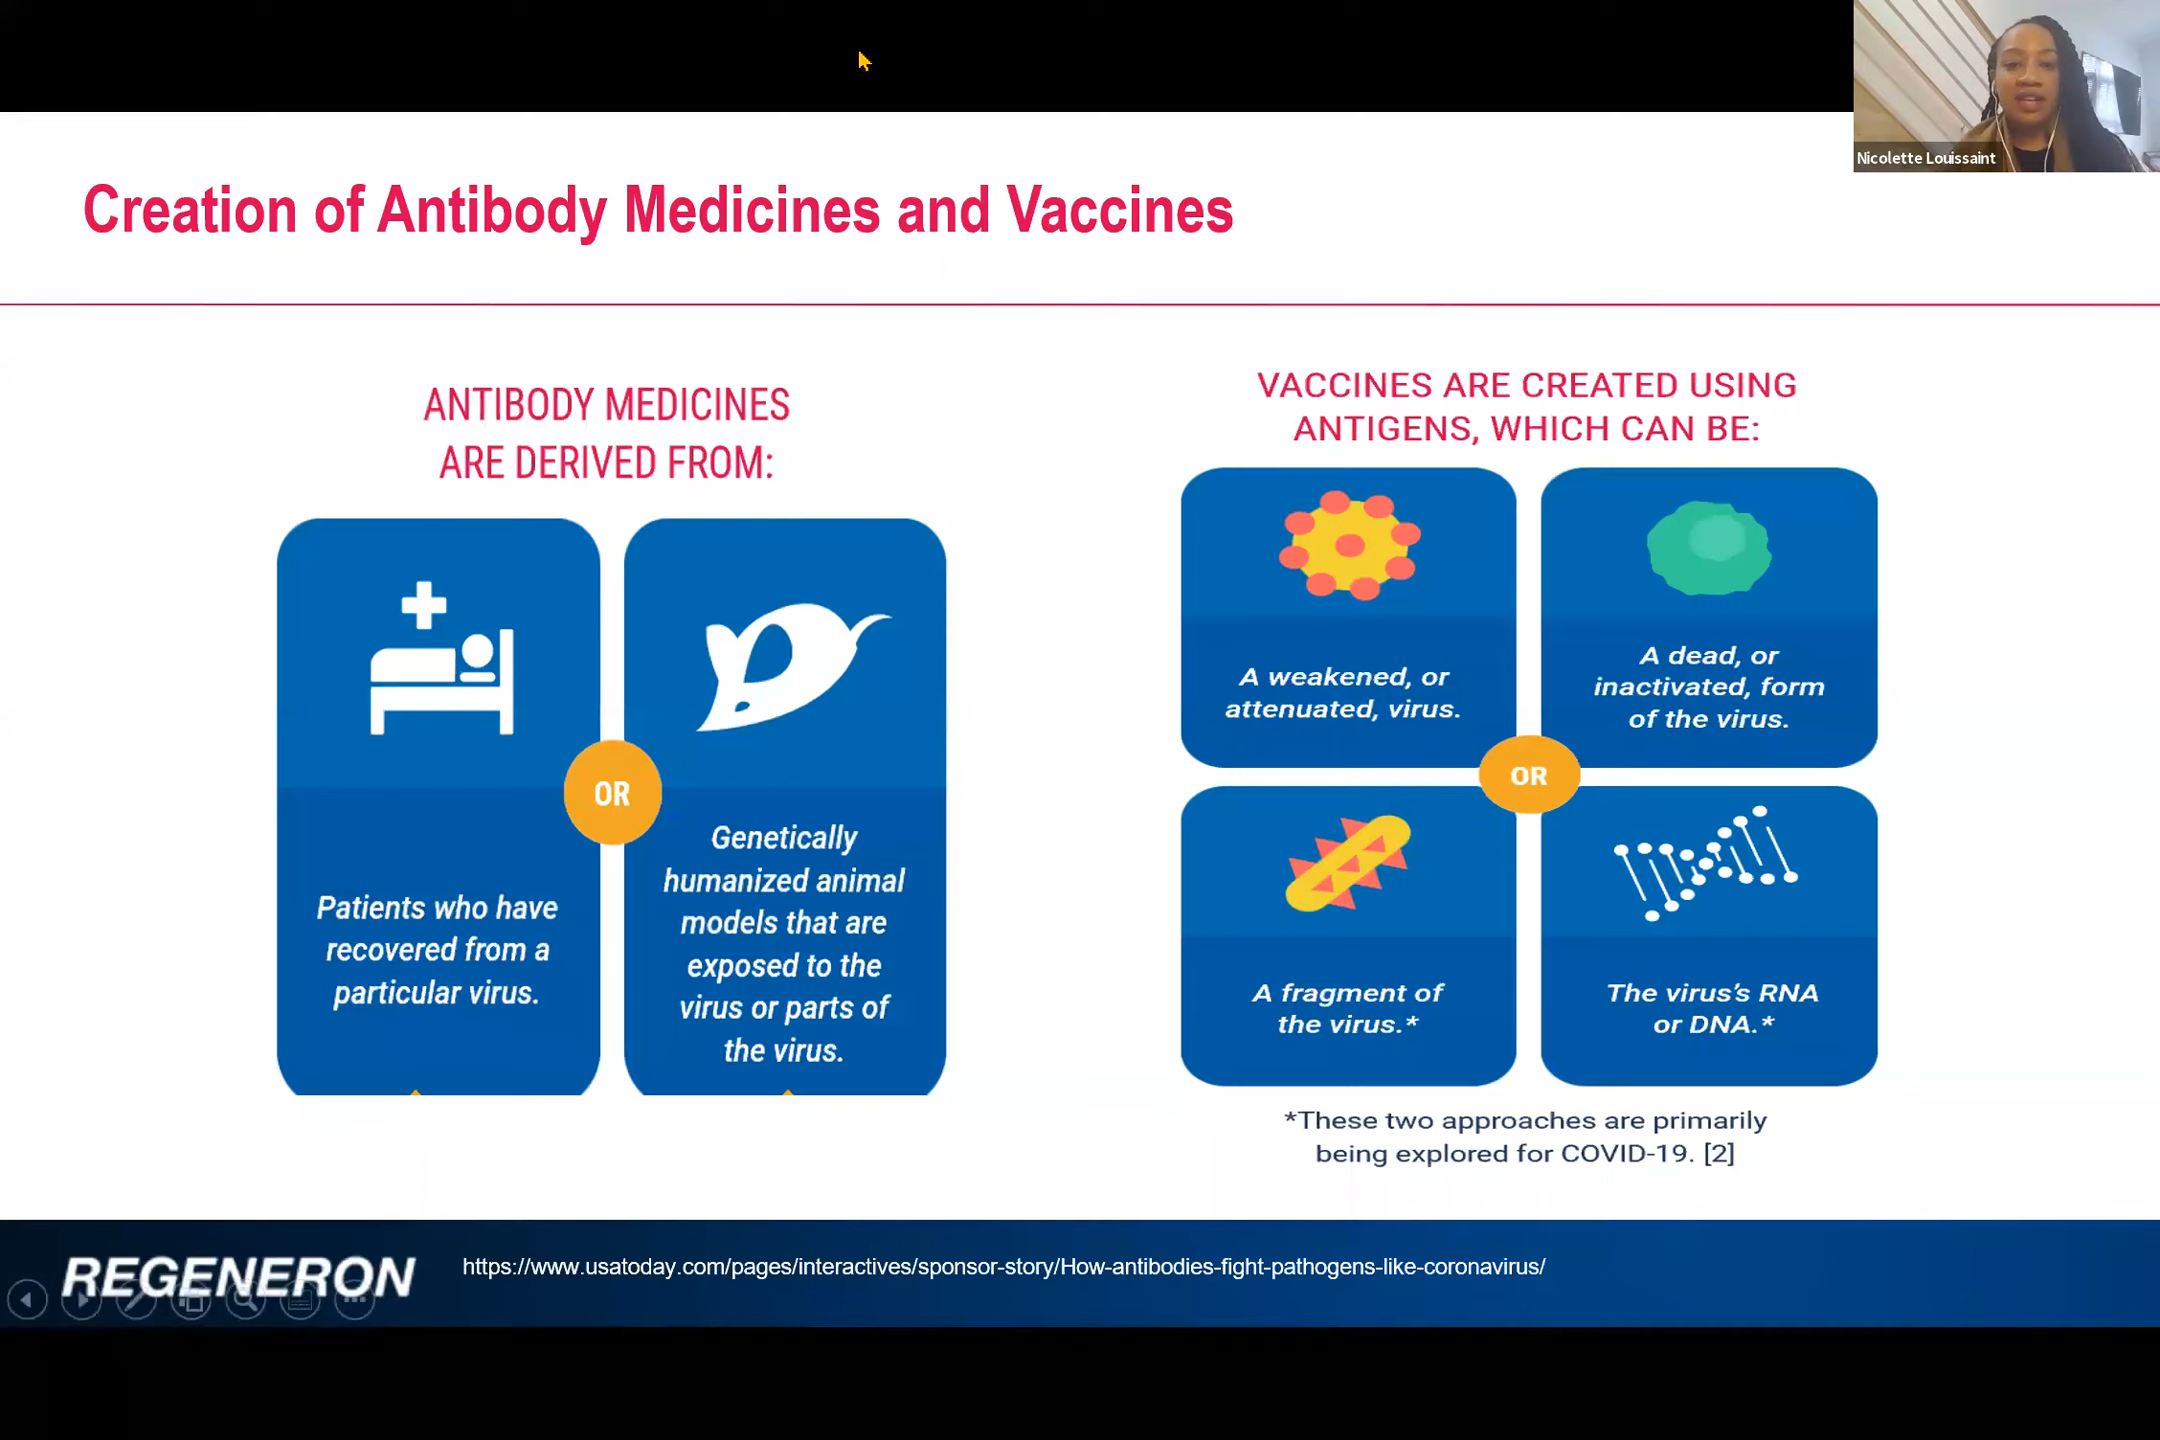 Nicolette Louissaint
Creation of Antibody Medicines and Vaccines
ANTIBODY MEDICINES
ARE DERIVED FROM:
Patients who have
recovered from a
particular virus.
OR
Genetically
humanized animal
models that are
exposed to the
virus or parts of
the virus.
VACCINES ARE CREATED USING
ANTIGENS, WHICH CAN BE:
A weakened, or
attenuated, virus.
A dead, or
inactivated, form
of the virus.
OR
A fragment of
the virus.*
The virus's RNA
or DNA.*
*These two approaches are primarily
being explored for COVID-19. [2]
REGENERON
https://www.usatoday.com/pages/interactives/sponsor-story/How-antibodies-fight-pathogens-like-coronavirus/